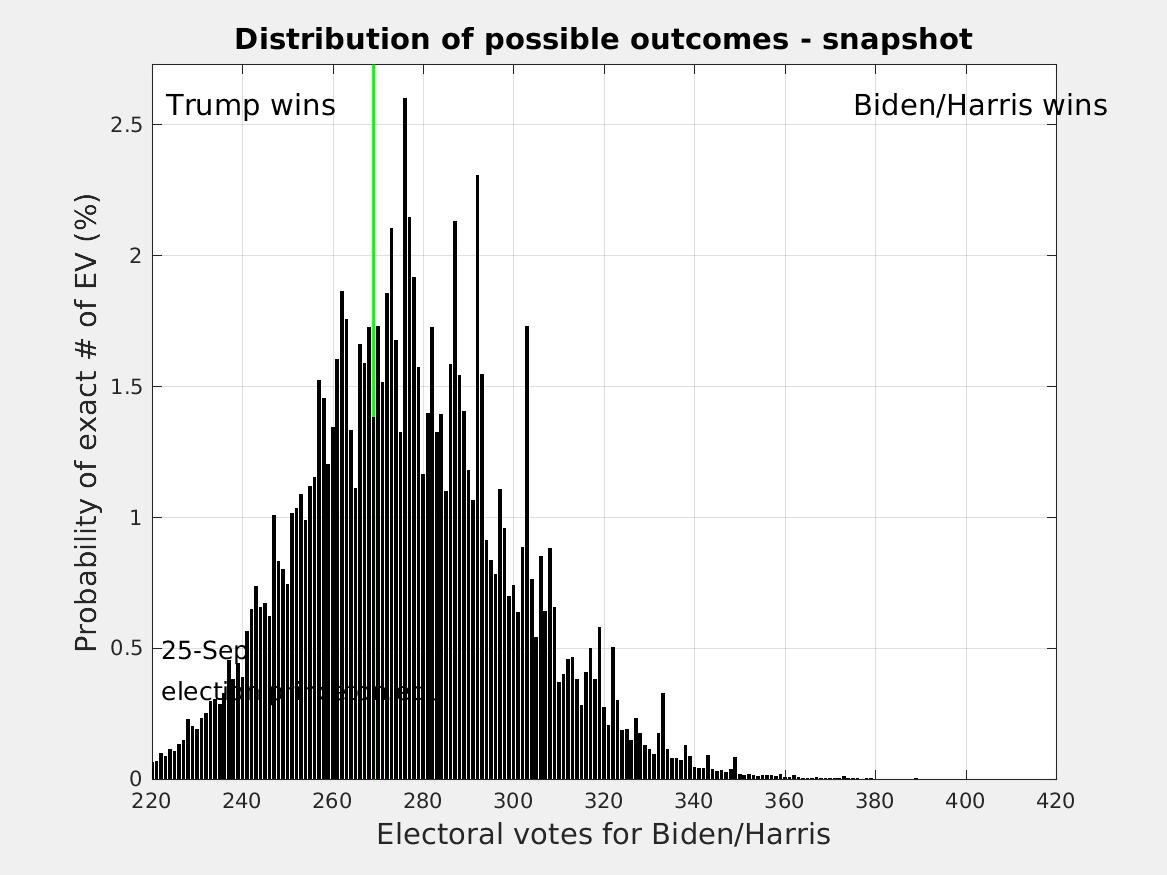 Distribution of possible outcomes - snapshot
Trump wins
Biden/Harris wins
Probability of exact # of EV (%)
2.5
2
1.5
1
0.5
0
25-Sep
220 240 260 280 300 320 340 360 380 400 420
Electoral votes for Biden/Harris